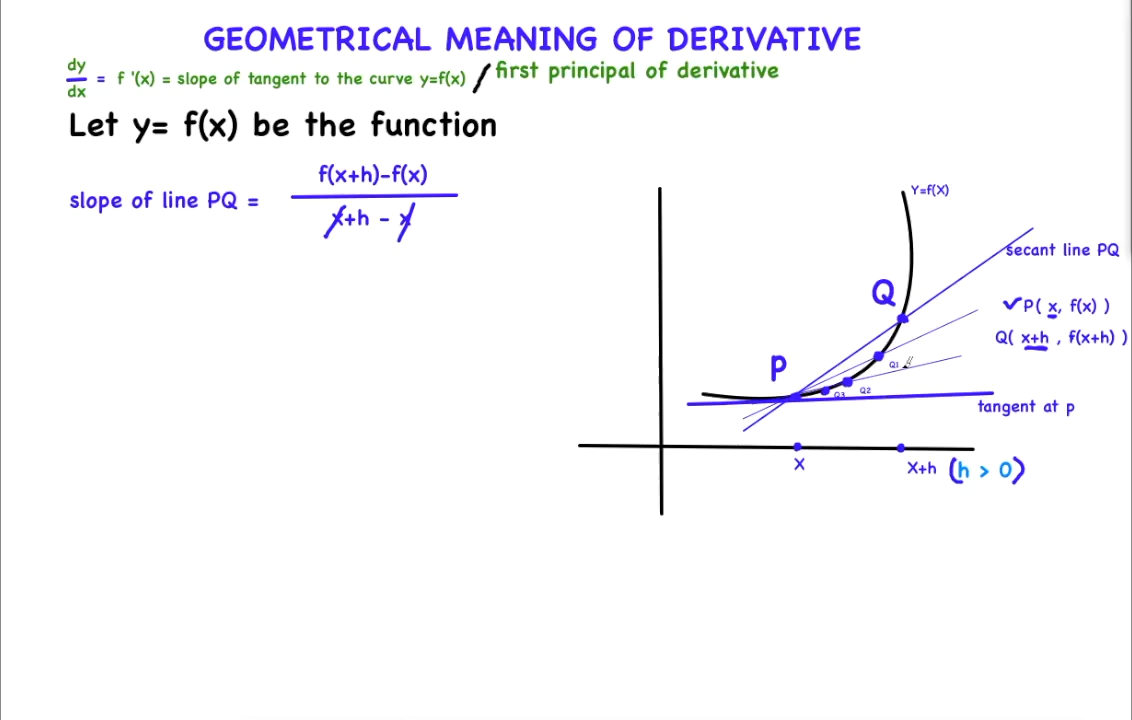 GEOMETRICAL MEANING OF DERIVATIVE
dy
dx
= f '(x) = slope of tangent to the curve y=f(x) / first principal of derivative
Let y= f(x) be the function
slope of line PQ =
f(x+h)-f(x)
x+h - x
Y=f(X)
secant line PQ
Q
✓P( x, f(x) )
Q( x+h , f(x+h) )
P
Q1
Q2
Q3
tangent at p
X
X+h (h > 0)